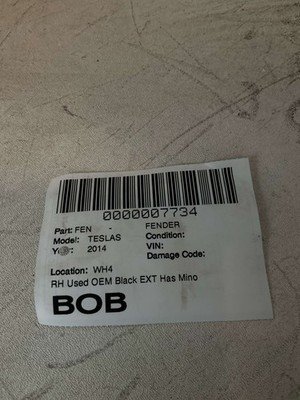 0000007734
Part: FEN - FENDER
Model: TESLAS Condition:
Year: 2014 VIN:
Damage Code:
Location: WH4
RH Used OEM Black EXT Has Mino
BOB